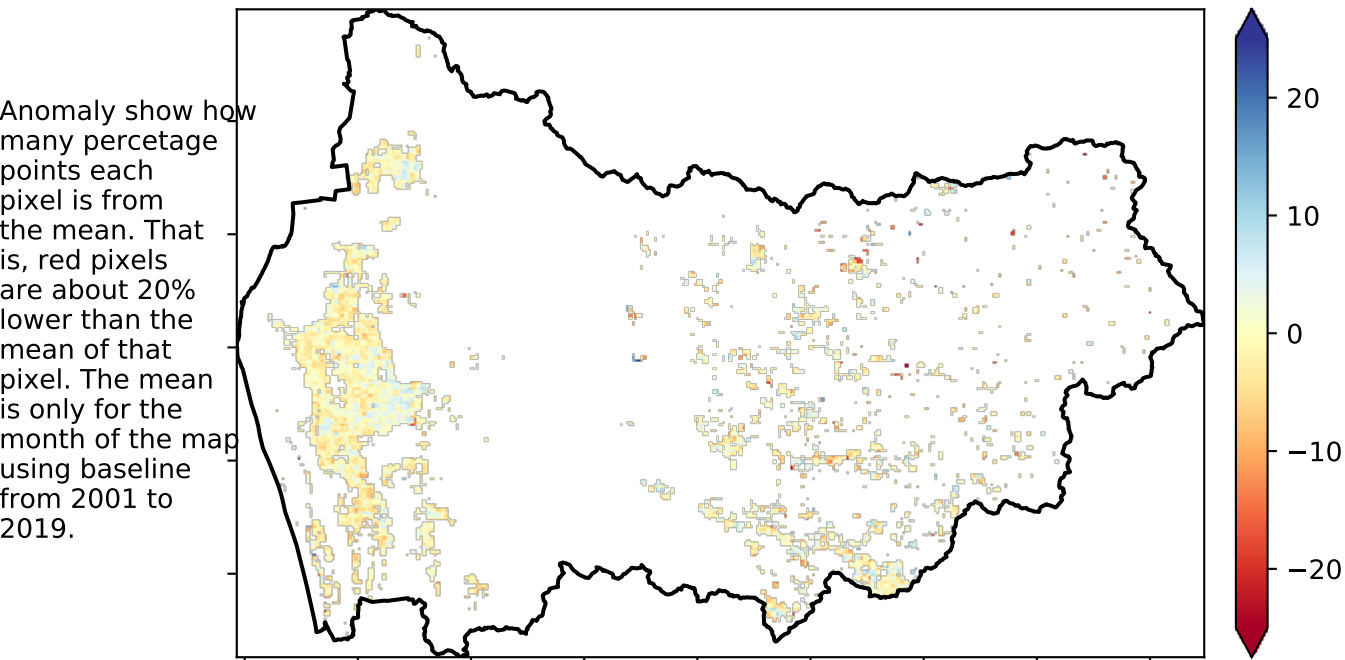 Anomaly show how
many percetage
points each
pixel is from
the mean. That
is, red pixels
are about 20%
lower than the
mean of that
pixel. The mean
is only for the
month of the map
using baseline
from 2001 to
2019.
20
10
0
−10
−20